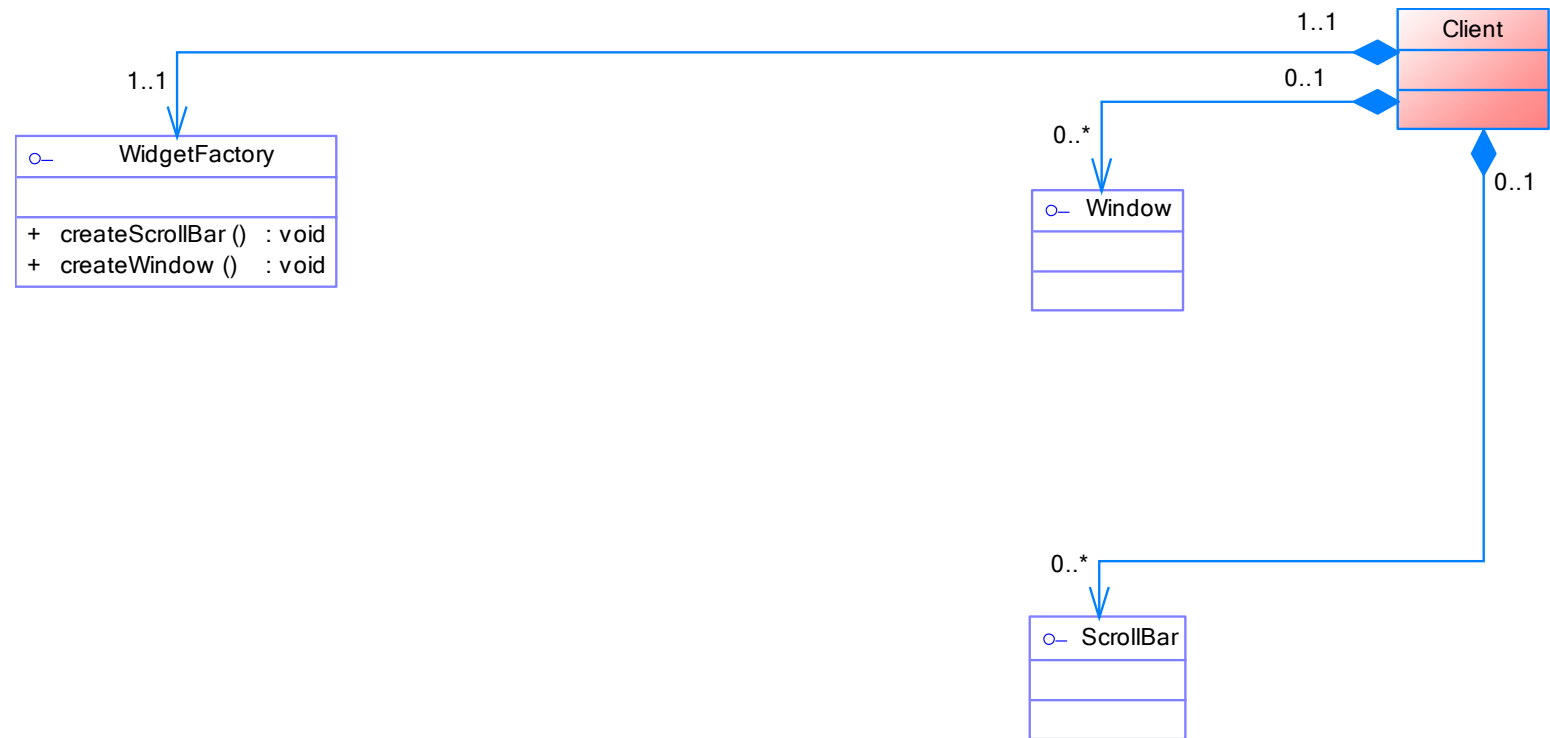 1..1
Client
0..1
1..1
0..*
WidgetFactory
0..1
Window
+ createScrollBar () : void
+ createWindow () : void
0..*
ScrollBar